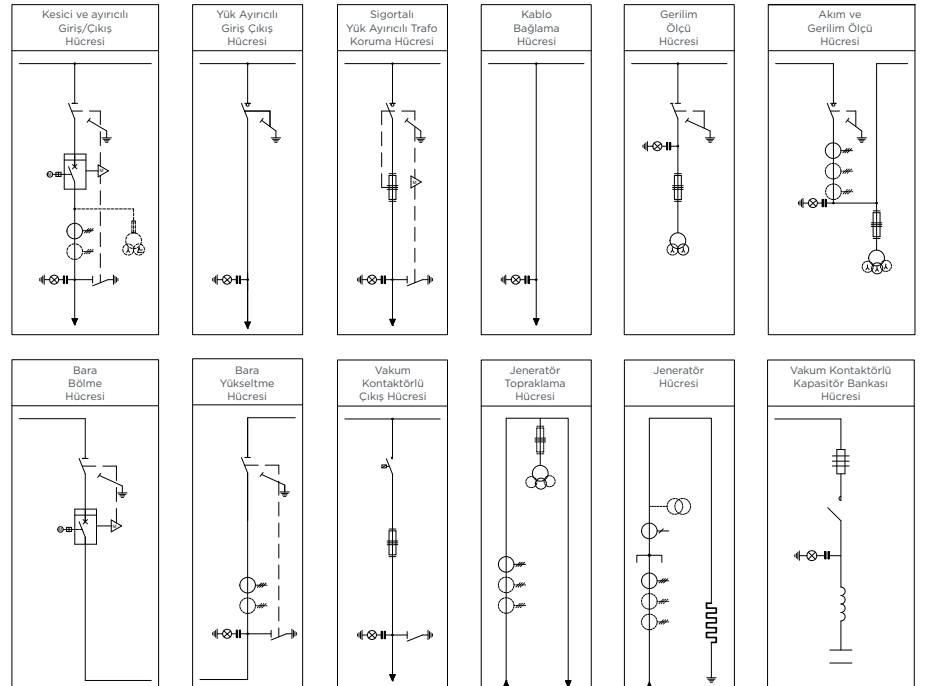 Kesici ve ayırıcılı
Giriş/Çıkış
Hücresi
Yük Ayırıcılı
Giriş Çıkış
Hücresi
Sigortalı
Yük Ayırıcılı Trafo
Koruma Hücresi
Kablo
Bağlama
Hücresi
Gerilim
Ölçü
Hücresi
Akım ve
Gerilim Ölçü
Hücresi
Bara
Bölme
Hücresi
Bara
Yükseltme
Hücresi
Vakum
Kontaktörlü
Çıkış Hücresi
Jeneratör
Topraklama
Hücresi
Jeneratör
Hücresi
Vakum Kontaktörlü
Kapasitör Bankası
Hücresi